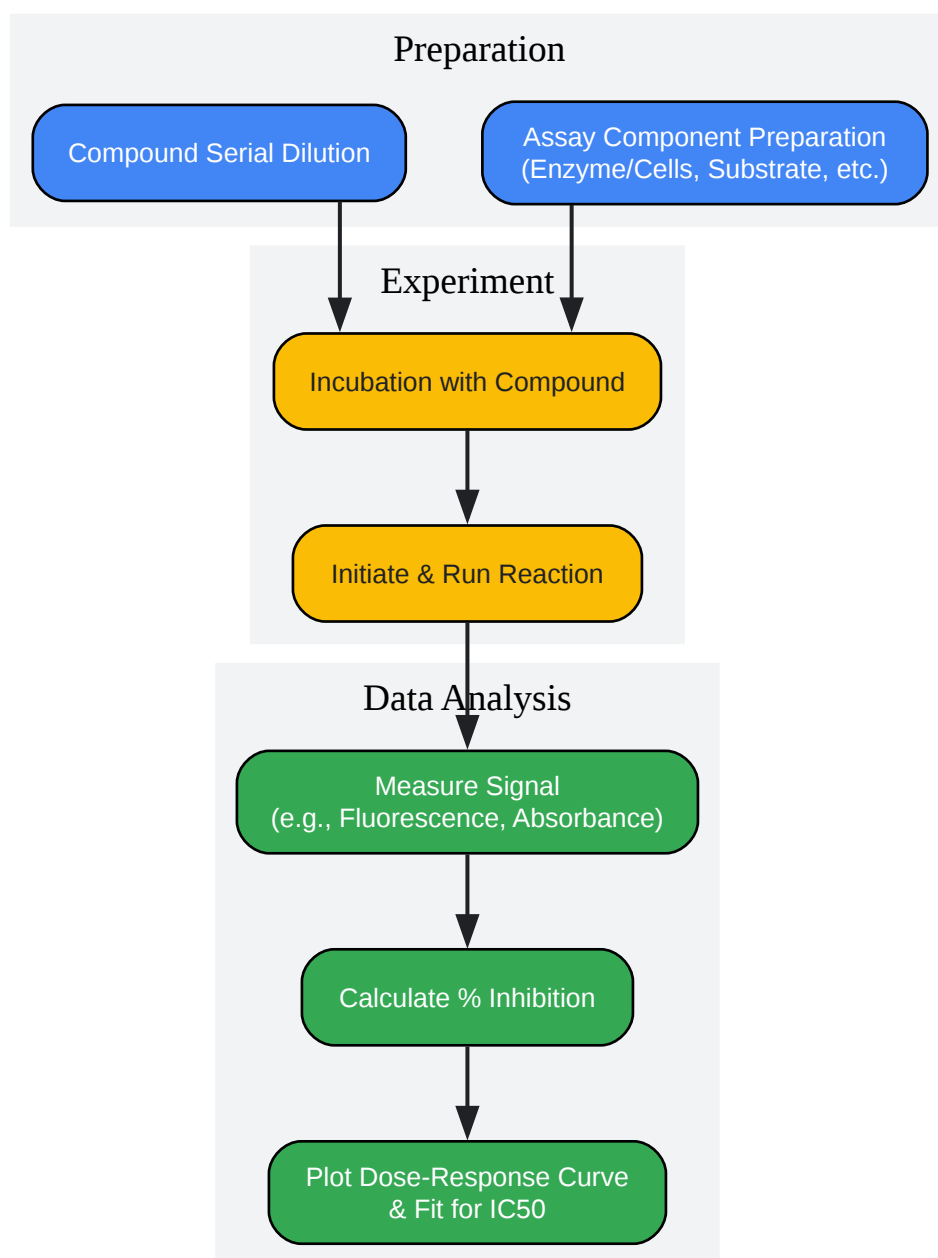 Preparation
Compound Serial Dilution
Assay Component Preparation
(Enzyme/Cells, Substrate, etc.)
Experiment
Incubation with Compound
Initiate & Run Reaction
Data Analysis
Measure Signal
(e.g., Fluorescence, Absorbance)
Calculate % Inhibition
Plot Dose-Response Curve
& Fit for IC50